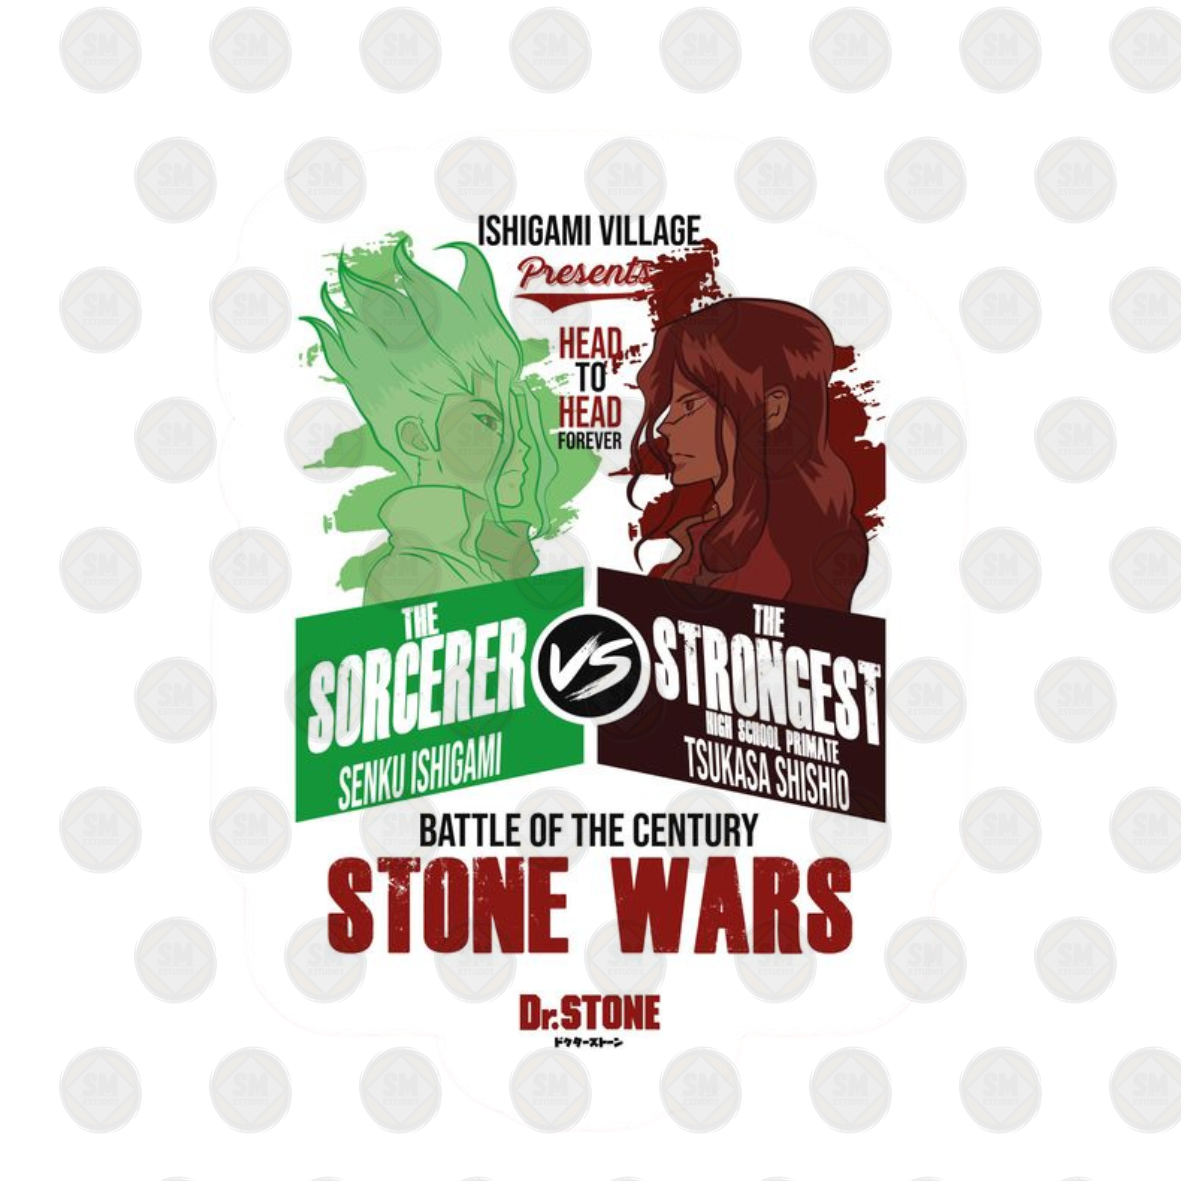 ISHIGAMI VILLAGE
Presents
HEAD
TO
HEAD
FOREVER
THE
SORCERER
SENKU ISHIGAMI
VS
THE
STRONGEST
HIGH SCHOOL PRIMATE
TSUKASA SHISHIO
BATTLE OF THE CENTURY
STONE WARS
Dr.STONE
ドクターストーン
SM